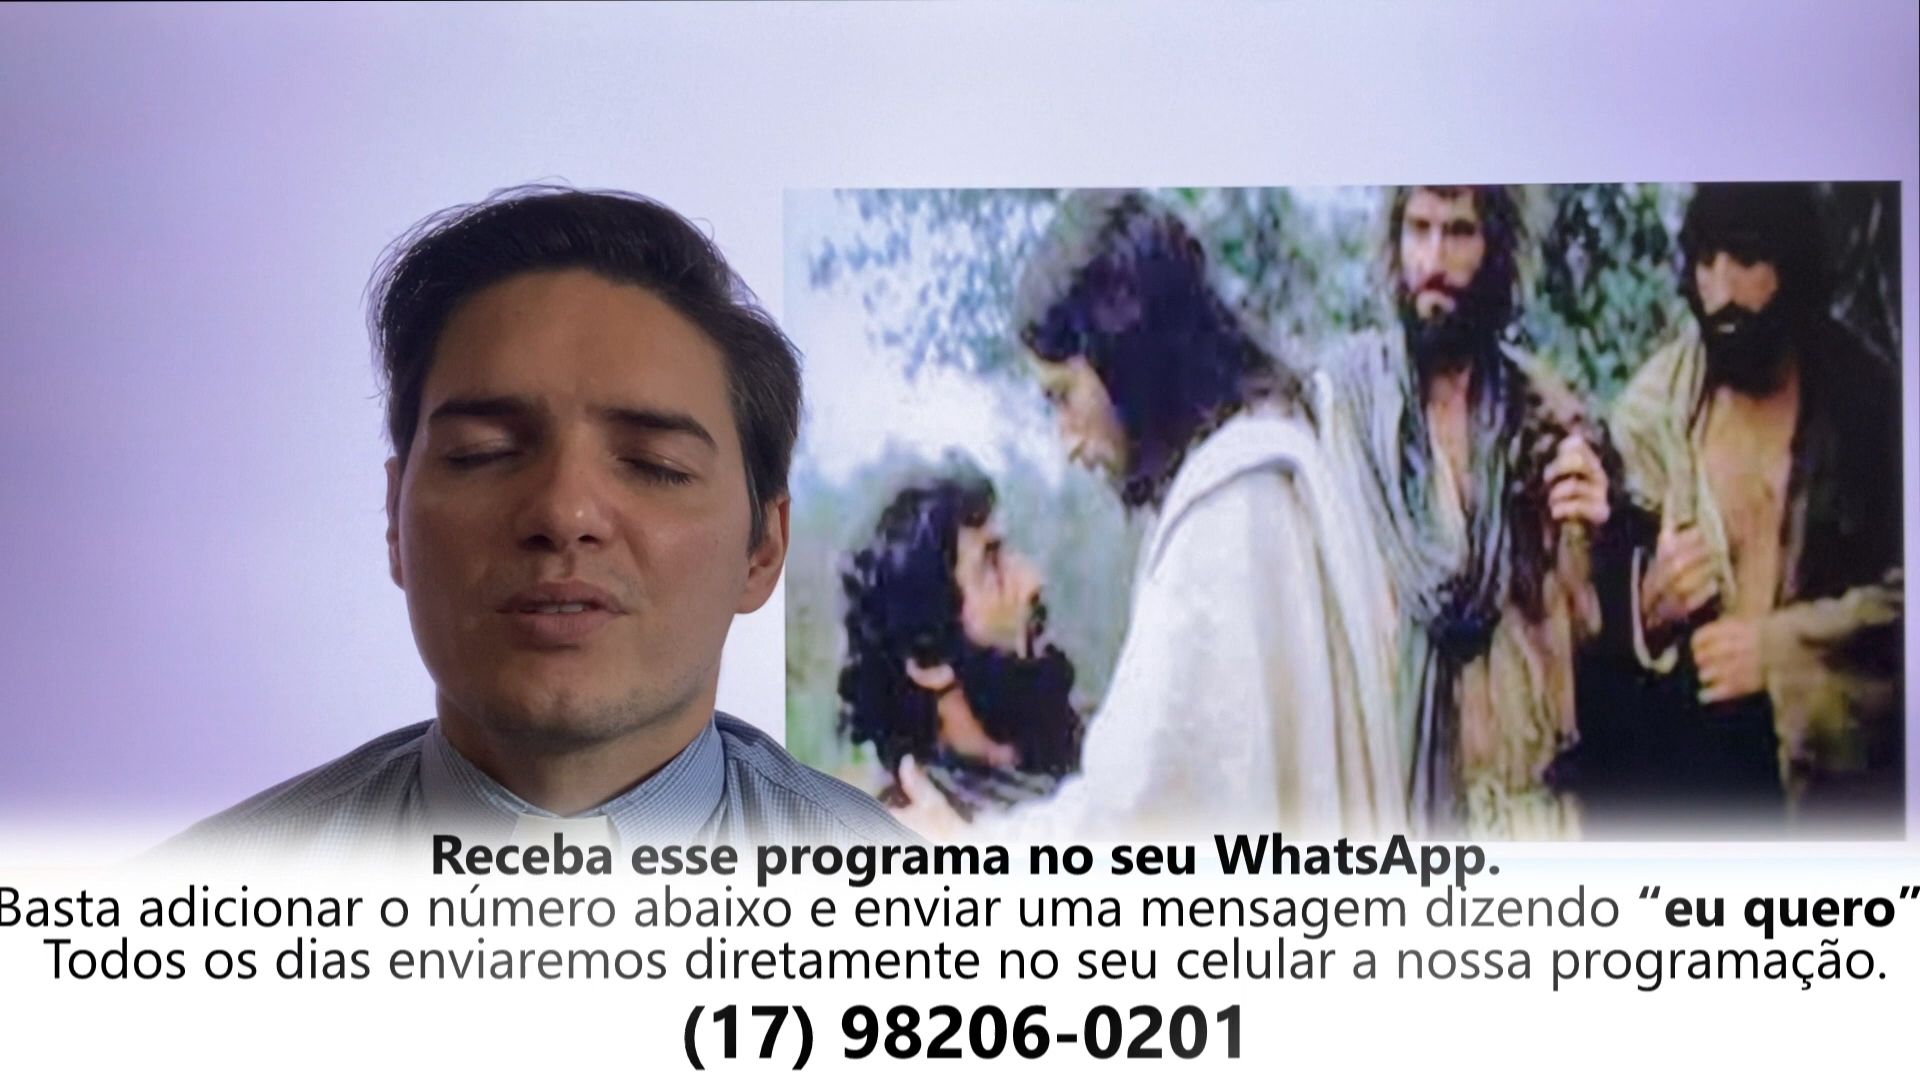 Receba esse programa no seu WhatsApp.
Basta adicionar o número abaixo e enviar uma mensagem dizendo “eu quero”
Todos os dias enviaremos diretamente no seu celular a nossa programação.
(17) 98206-0201